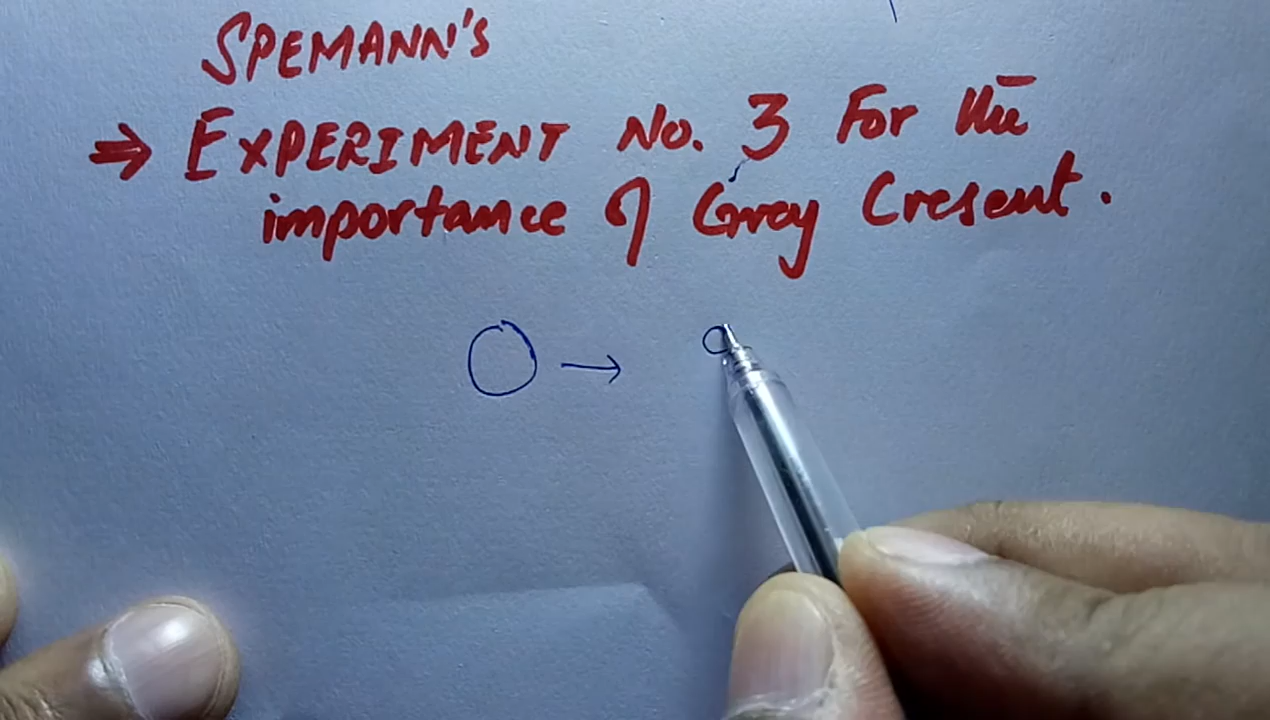 SPEMANN's
⇒ EXPERIMENT No. 3 For the
importance of Grey Cresent.